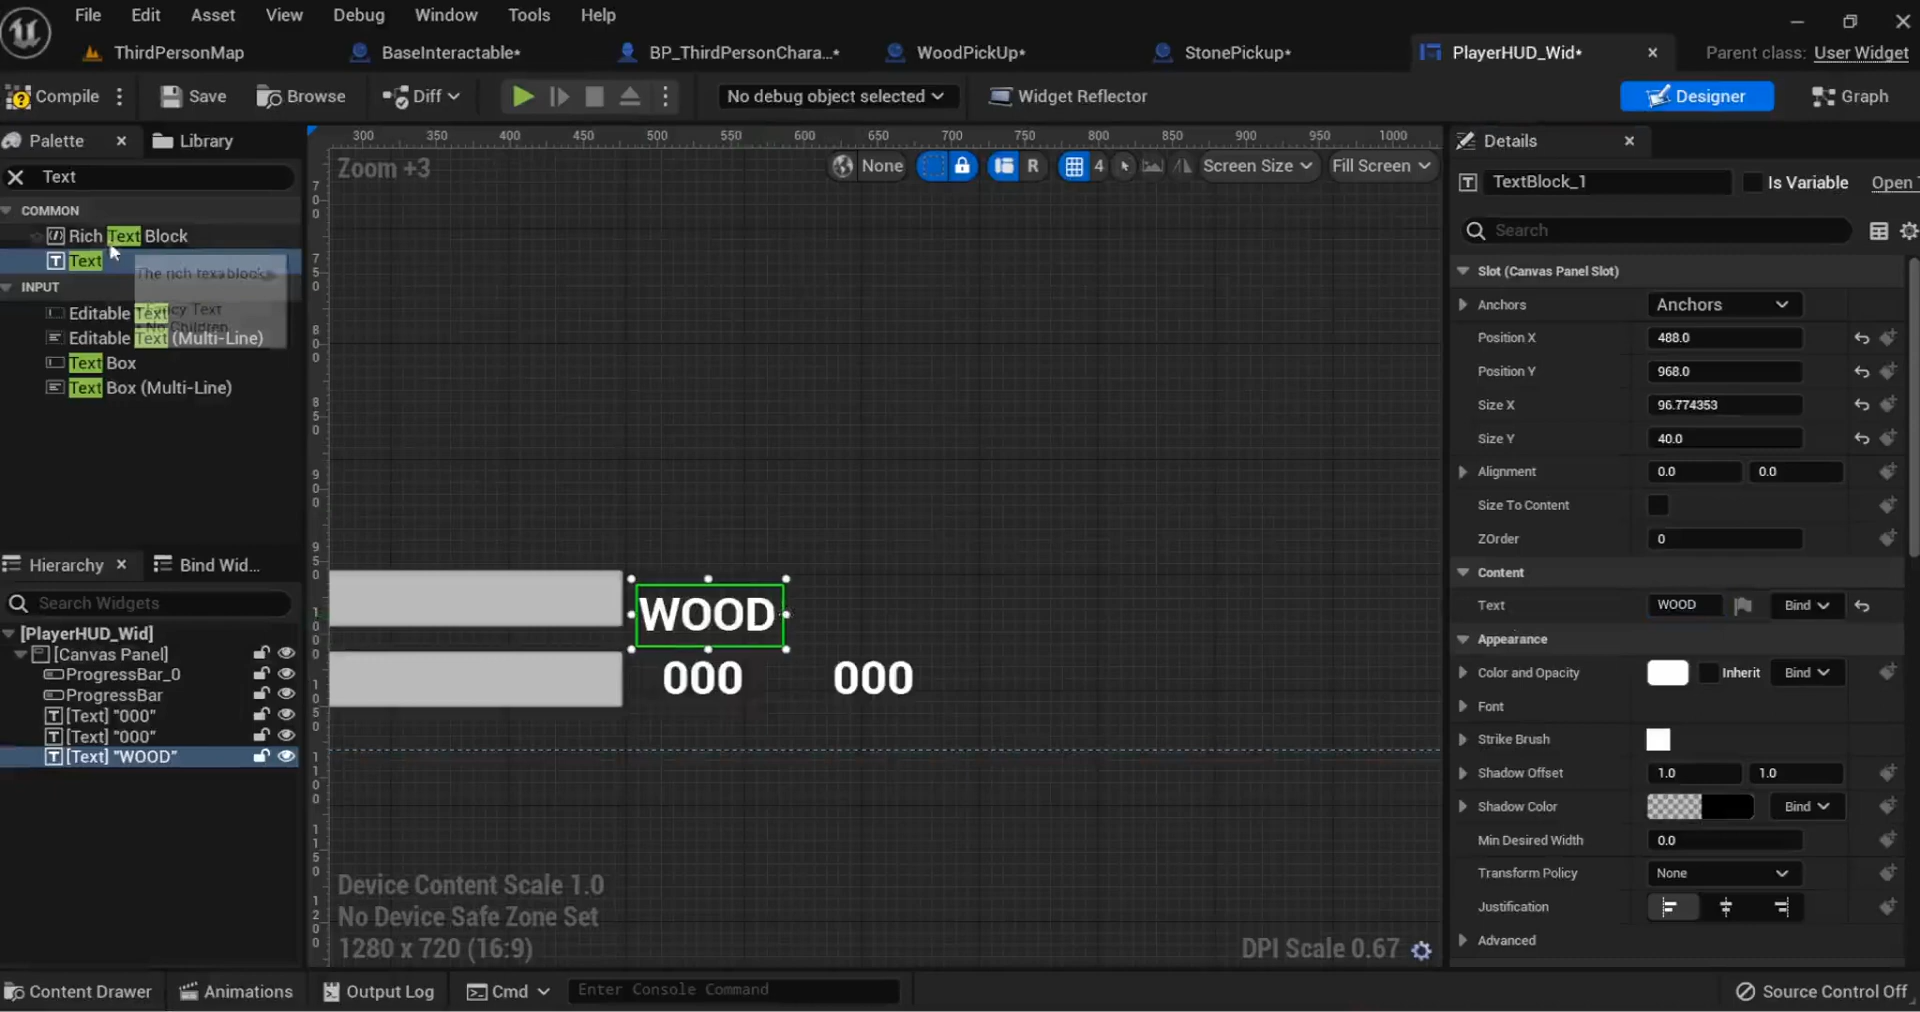 File Edit Asset View Debug Window Tools Help
ThirdPersonMap BaseInteractable* BP_ThirdPersonChara...* WoodPickUp* StonePickup* PlayerHUD_Wid* Parent class: User Widget
Compile Save Browse Diff No debug object selected Widget Reflector Designer Graph
Palette Library
Text
COMMON
Rich Text Block
Text
The rich text block
INPUT
Editable Text
Editable Text (Multi-Line)
Text Box
Text Box (Multi-Line)
Hierarchy Bind Wid...
Search Widgets
[PlayerHUD_Wid]
[Canvas Panel]
ProgressBar_0
ProgressBar
[Text] "000"
[Text] "000"
[Text] "WOOD"
300 350 400 450 500 550 600 650 700 750 800 850 900 950 1000
Zoom +3 None R 4 Screen Size Fill Screen
WOOD
000 000
Device Content Scale 1.0
No Device Safe Zone Set
1280 x 720 (16:9) DPI Scale 0.67
Details
TextBlock_1 Is Variable Open
Search
Slot (Canvas Panel Slot)
Anchors Anchors
Position X 488.0
Position Y 968.0
Size X 96.774353
Size Y 40.0
Alignment 0.0 0.0
Size To Content
ZOrder 0
Content
Text WOOD Bind
Appearance
Color and Opacity Inherit Bind
Font
Strike Brush
Shadow Offset 1.0 1.0
Shadow Color Bind
Min Desired Width 0.0
Transform Policy None
Justification
Advanced
Content Drawer Animations Output Log Cmd Enter Console Command Source Control Off